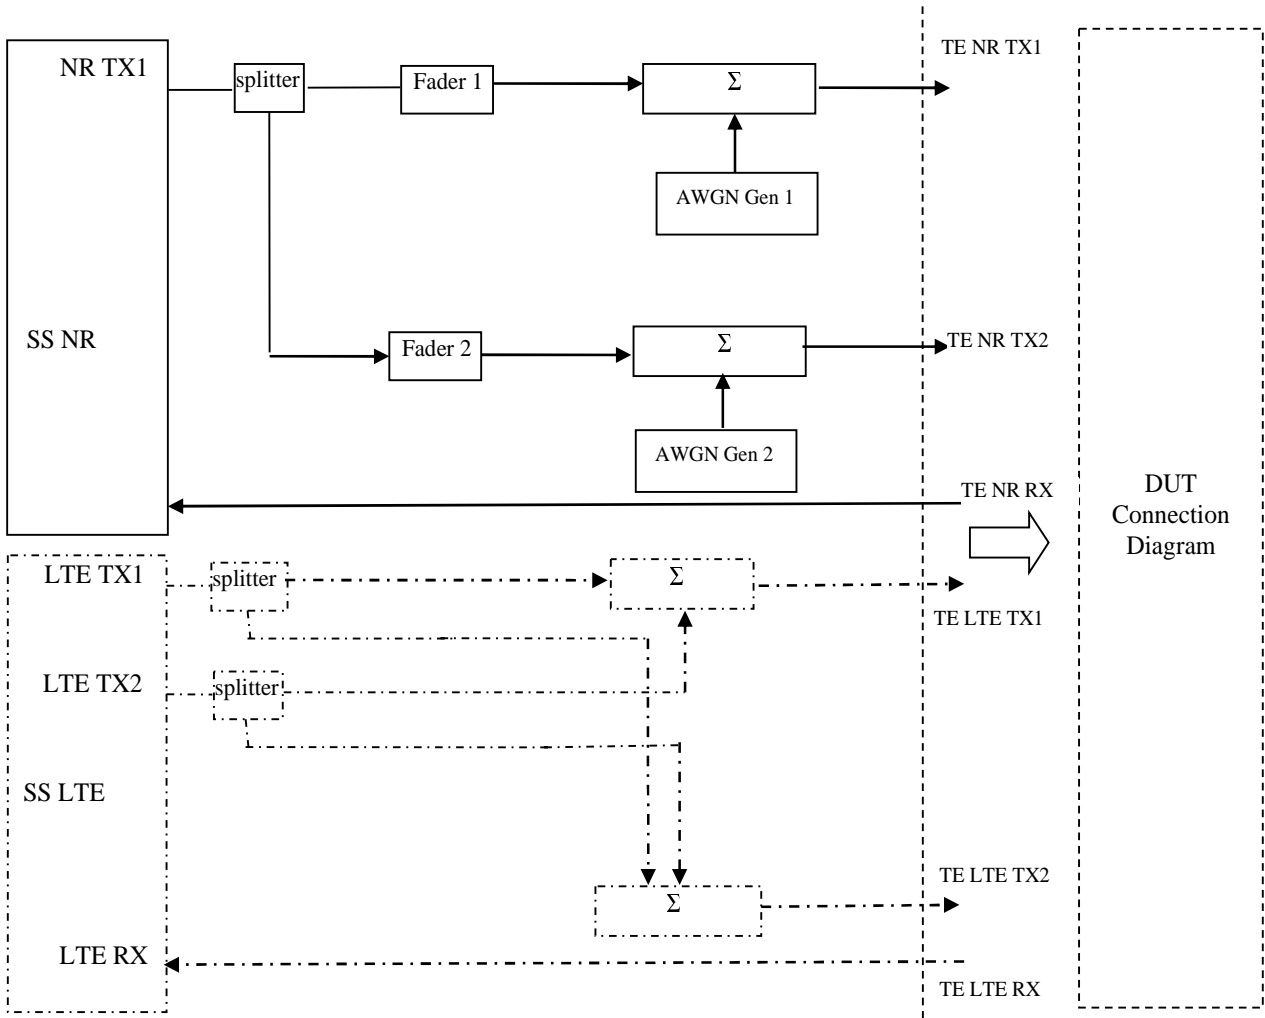 TE NR TX1
NR TX1
splitter
Fader 1
Σ
AWGN Gen 1
SS NR
Fader 2
Σ
TE NR TX2
AWGN Gen 2
TE NR RX
DUT
Connection
Diagram
LTE TX1
splitter
Σ
TE LTE TX1
LTE TX2
splitter
SS LTE
TE LTE TX2
Σ
LTE RX
TE LTE RX